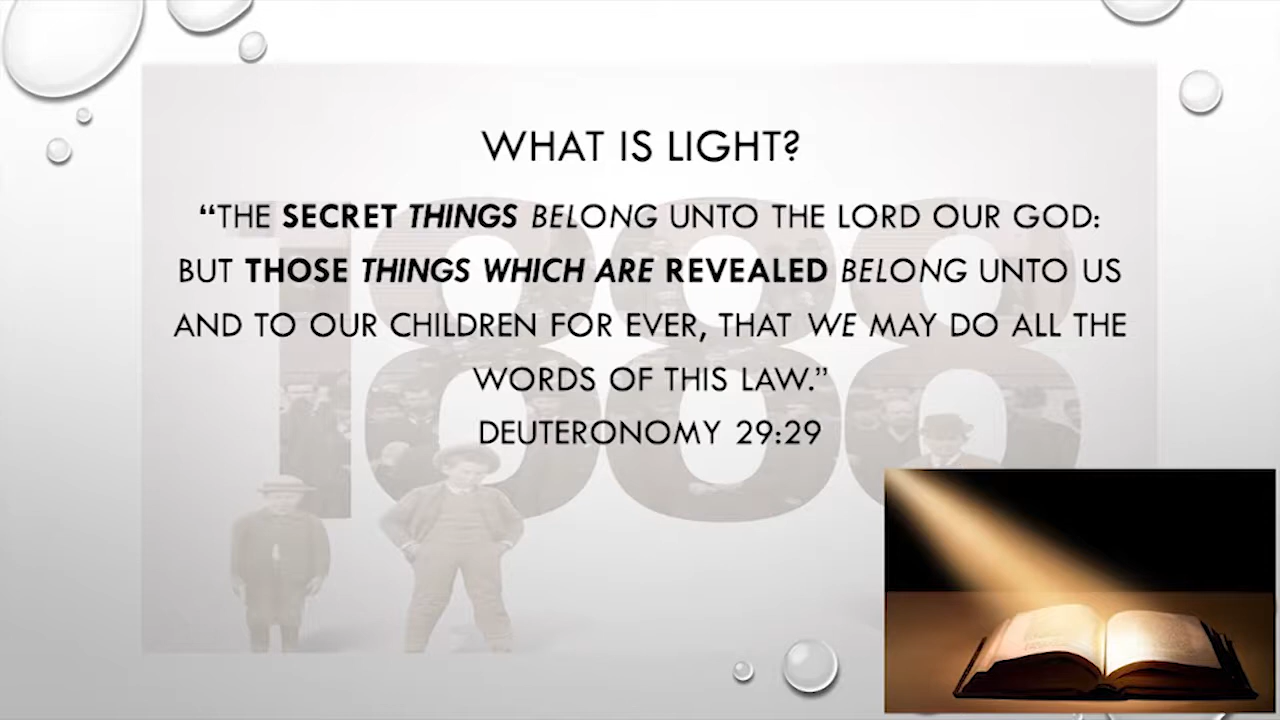 WHAT IS LIGHT?
“THE SECRET THINGS BELONG UNTO THE LORD OUR GOD:
BUT THOSE THINGS WHICH ARE REVEALED BELONG UNTO US
AND TO OUR CHILDREN FOR EVER, THAT WE MAY DO ALL THE
WORDS OF THIS LAW.”
DEUTERONOMY 29:29
1888